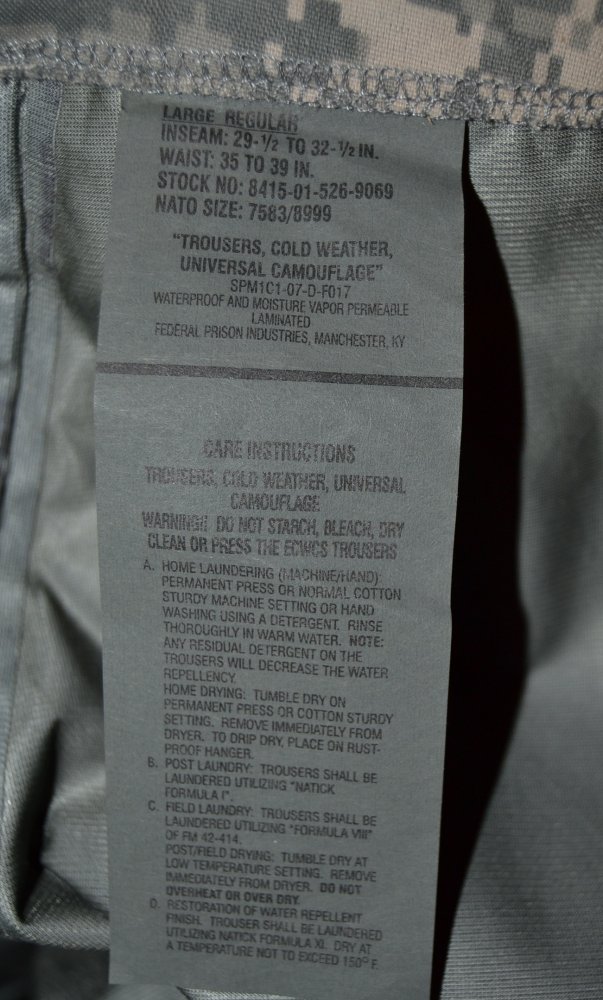 LARGE REGULAR
INSEAM: 29-½ TO 32-½ IN.
WAIST: 35 TO 39 IN.
STOCK NO: 8415-01-526-9069
NATO SIZE: 7583/8999
"TROUSERS, COLD WEATHER,
UNIVERSAL CAMOUFLAGE"
SPM1C1-07-D-F017
WATERPROOF AND MOISTURE VAPOR PERMEABLE
LAMINATED
FEDERAL PRISON INDUSTRIES, MANCHESTER, KY
CARE INSTRUCTIONS
TROUSERS, COLD WEATHER, UNIVERSAL
CAMOUFLAGE
WARNING!! DO NOT STARCH, BLEACH, DRY
CLEAN OR PRESS THE ECWCS TROUSERS
A. HOME LAUNDERING (MACHINE/HAND):
PERMANENT PRESS OR NORMAL COTTON
STURDY MACHINE SETTING OR HAND
WASHING USING A DETERGENT. RINSE
THOROUGHLY IN WARM WATER. NOTE:
ANY RESIDUAL DETERGENT ON THE
TROUSERS WILL DECREASE THE WATER
REPELLENCY.
HOME DRYING: TUMBLE DRY ON
PERMANENT PRESS OR COTTON STURDY
SETTING. REMOVE IMMEDIATELY FROM
DRYER. TO DRIP DRY, PLACE ON RUST-
PROOF HANGER.
B. POST LAUNDRY: TROUSERS SHALL BE
LAUNDERED UTILIZING "NATICK
FORMULA I".
C. FIELD LAUNDRY: TROUSERS SHALL BE
LAUNDERED UTILIZING "FORMULA VIII"
OF FM 42-414.
POST/FIELD DRYING: TUMBLE DRY AT
LOW TEMPERATURE SETTING. REMOVE
IMMEDIATELY FROM DRYER. DO NOT
OVERHEAT OR OVER DRY.
D. RESTORATION OF WATER REPELLENT
FINISH. TROUSER SHALL BE LAUNDERED
UTILIZING NATICK FORMULA XI. DRY AT
A TEMPERATURE NOT TO EXCEED 150° F.